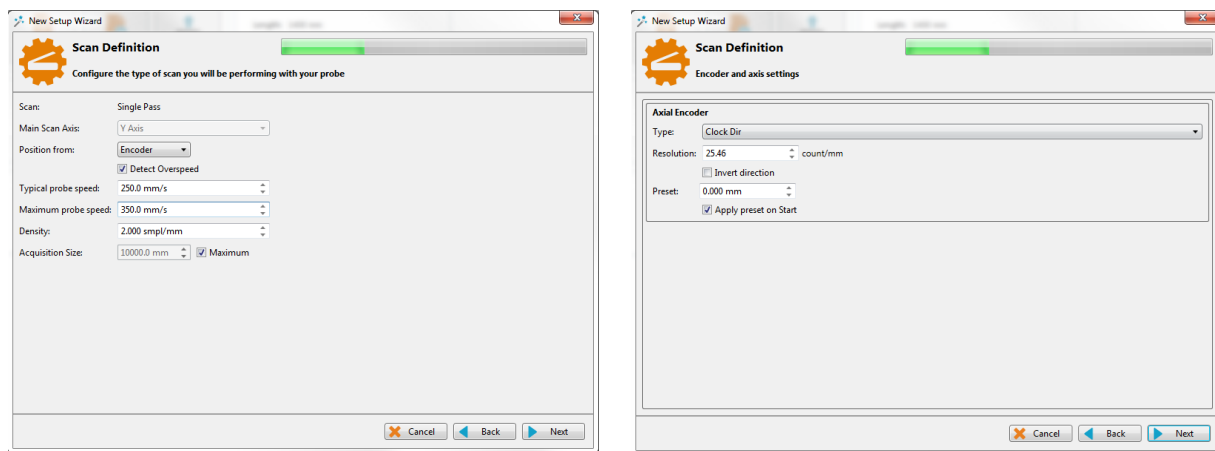 New Setup Wizard
Scan Definition
Configure the type of scan you will be performing with your probe
Scan: Single Pass
Main Scan Axis: Y Axis
Position from: Encoder
Detect Overspeed
Typical probe speed: 250.0 mm/s
Maximum probe speed: 350.0 mm/s
Density: 2.000 smpl/mm
Acquisition Size: 10000.0 mm Maximum
Cancel Back Next
New Setup Wizard
Scan Definition
Encoder and axis settings
Axial Encoder
Type: Clock Dir
Resolution: 25.46 count/mm
Invert direction
Preset: 0.000 mm
Apply preset on Start
Cancel Back Next